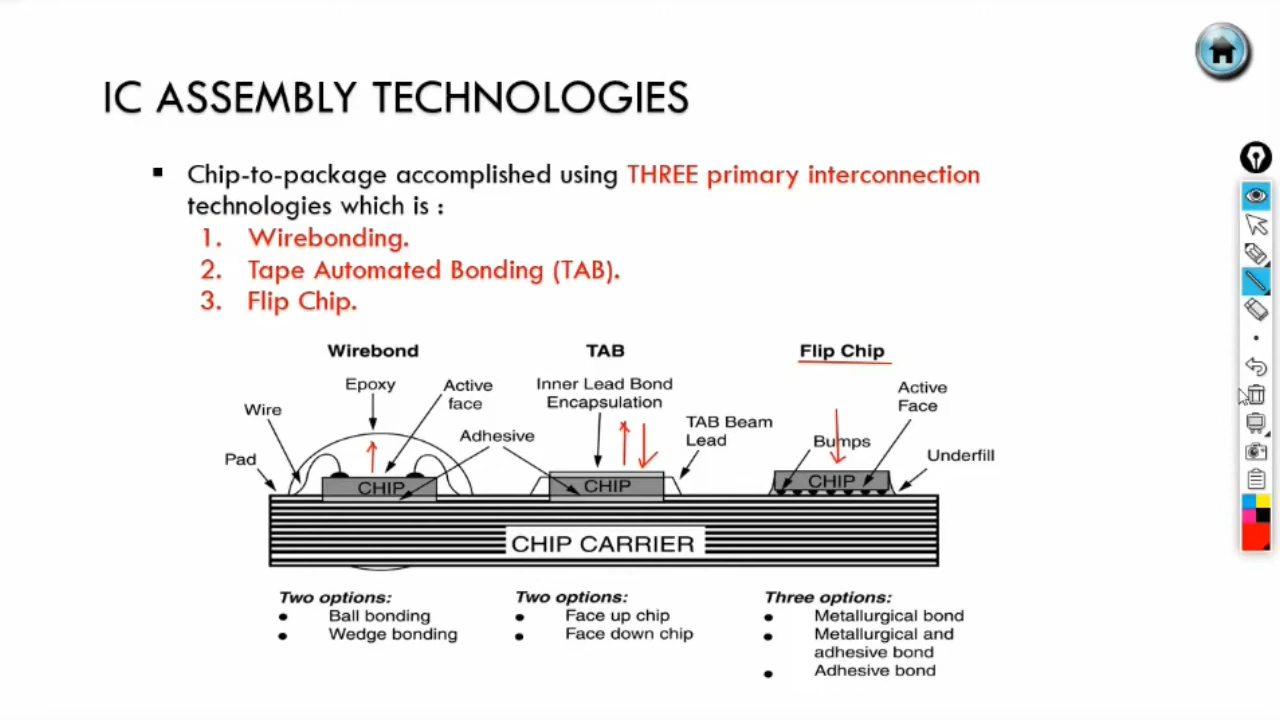 IC ASSEMBLY TECHNOLOGIES
▪ Chip-to-package accomplished using THREE primary interconnection
technologies which is :
1. Wirebonding.
2. Tape Automated Bonding (TAB).
3. Flip Chip.
Wirebond
Epoxy
Active
face
Wire
Adhesive
Pad
CHIP
TAB
Inner Lead Bond
Encapsulation
TAB Beam
Lead
CHIP
Flip Chip
Active
Face
Bumps
Underfill
CHIP
CHIP CARRIER
Two options:
• Ball bonding
• Wedge bonding
Two options:
• Face up chip
• Face down chip
Three options:
• Metallurgical bond
• Metallurgical and
adhesive bond
• Adhesive bond